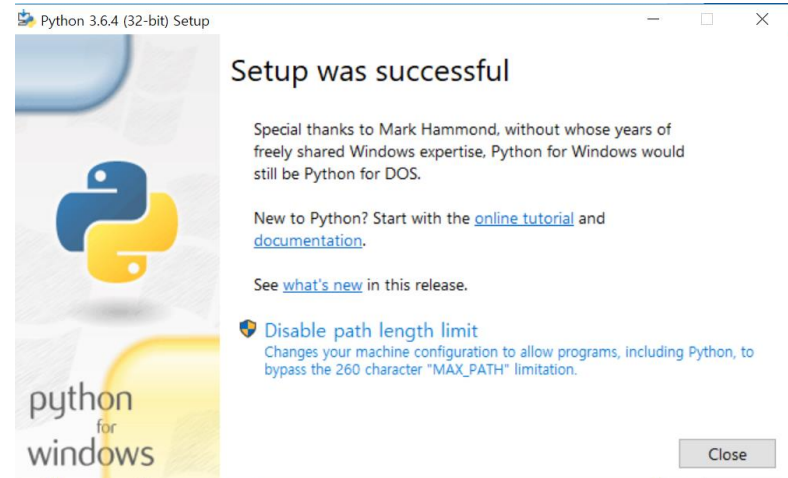 Python 3.6.4 (32-bit) Setup
Setup was successful
Special thanks to Mark Hammond, without whose years of
freely shared Windows expertise, Python for Windows would
still be Python for DOS.
New to Python? Start with the online tutorial and
documentation.
See what's new in this release.
Disable path length limit
Changes your machine configuration to allow programs, including Python, to
bypass the 260 character "MAX_PATH" limitation.
python
for
windows
Close